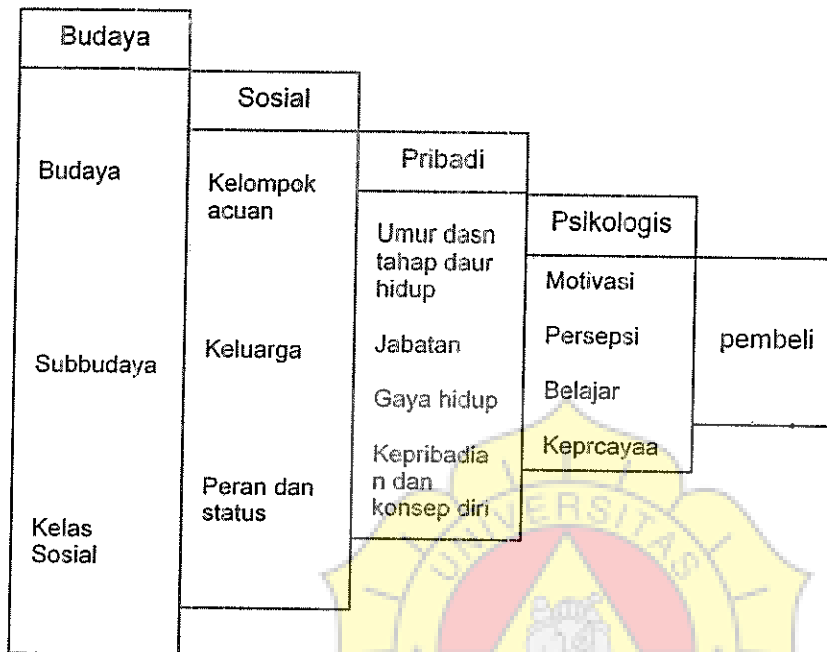 Budaya
Budaya
Subbudaya
Kelas
Sosial
Sosial
Kelompok
acuan
Keluarga
Peran dan
status
Pribadi
Umur dasn
tahap daur
hidup
Jabatan
Gaya hidup
Kepribadia
n dan
konsep diri
Psikologis
Motivasi
Persepsi
Belajar
Keprcayaa
pembeli
UNIVERSITAS